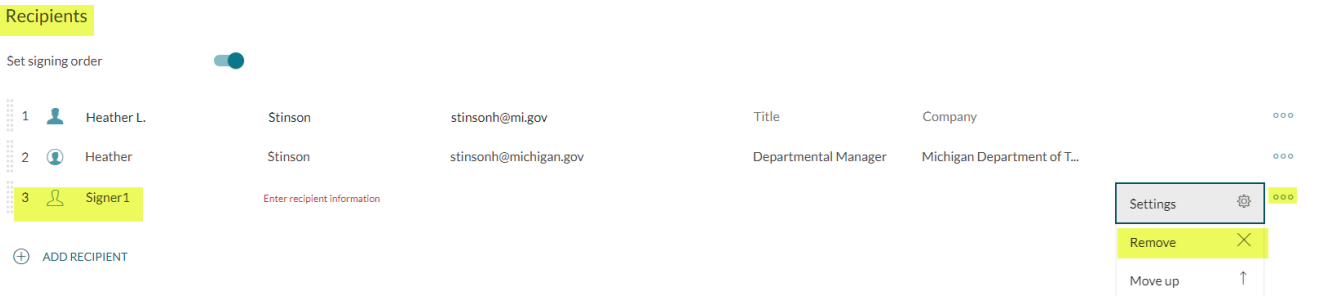 Recipients
Set signing order
1 Heather L. Stinson stinsonh@mi.gov Title Company
2 Heather Stinson stinsonh@michigan.gov Departmental Manager Michigan Department of T...
3 Signer1 Enter recipient information
Settings
Remove
ADD RECIPIENT
Move up